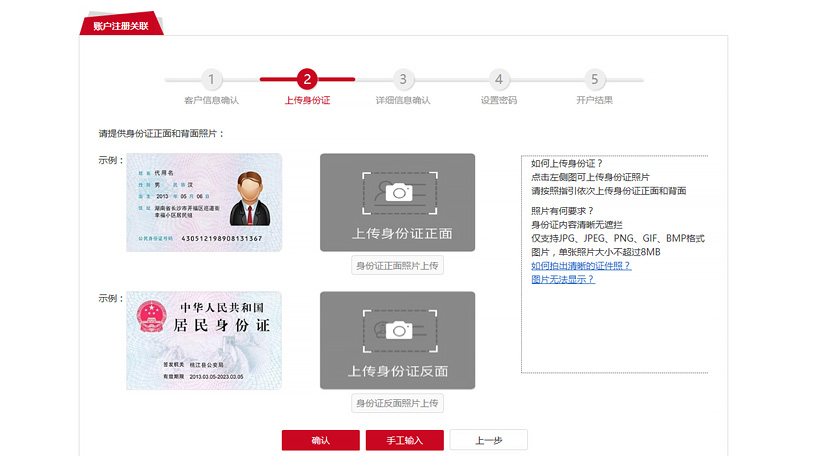 账户注册关联
1 2 3 4 5
客户信息确认 上传身份证 详细信息确认 设置密码 开户结果
请提供身份证正面和背面照片：
示例：
姓名 代用名
性别 男 民族 汉
出生 2013 年 05 月 06 日
住址 湖南省长沙市开福区巡道街
幸福小区居民组
公民身份证号码 430512198908131367
上传身份证正面
身份证正面照片上传
示例：
中华人民共和国
居民身份证
签发机关 桃江县公安局
有效期限 2013.03.05-2023.03.05
上传身份证反面
身份证反面照片上传
如何上传身份证？
点击左侧图可上传身份证照片
请按照指引依次上传身份证正面和背面
照片有何要求？
身份证内容清晰无遮拦
仅支持JPG、JPEG、PNG、GIF、BMP格式
图片，单张照片大小不超过8MB
如何拍出清晰的证件照？
图片无法显示？
确认 手工输入 上一步